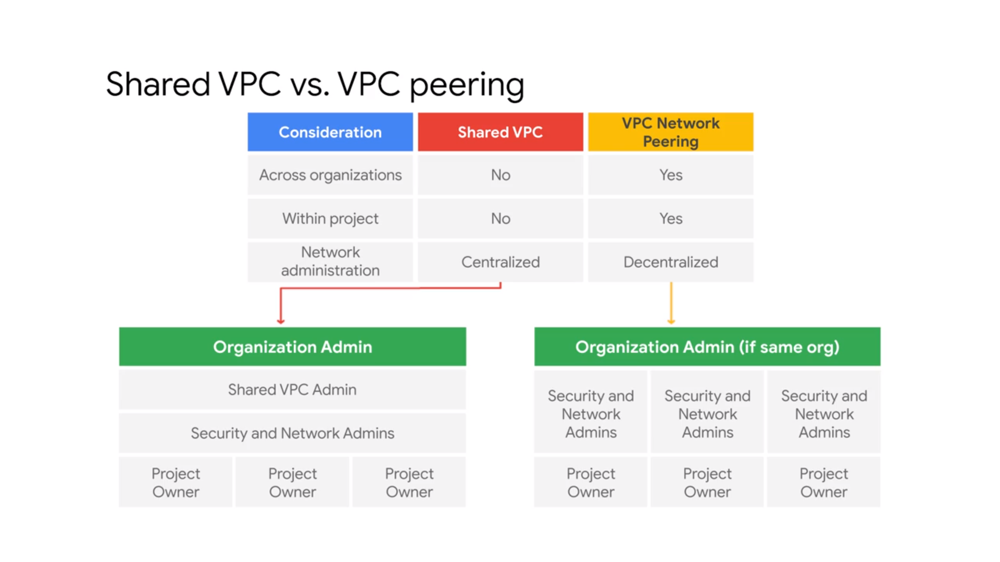 Shared VPC vs. VPC peering
Consideration
Shared VPC
VPC Network
Peering
Across organizations
No
Yes
Within project
No
Yes
Network
administration
Centralized
Decentralized
Organization Admin
Shared VPC Admin
Security and Network Admins
Project
Owner
Project
Owner
Project
Owner
Organization Admin (if same org)
Security and
Network
Admins
Security and
Network
Admins
Security and
Network
Admins
Project
Owner
Project
Owner
Project
Owner